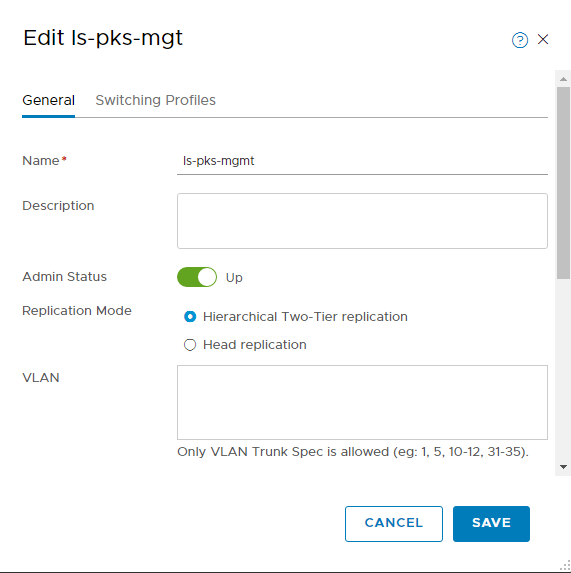 Edit ls-pks-mgt
?
General Switching Profiles
Name* ls-pks-mgmt
Description
Admin Status Up
Replication Mode Hierarchical Two-Tier replication
Head replication
VLAN
Only VLAN Trunk Spec is allowed (eg: 1, 5, 10-12, 31-35).
CANCEL SAVE